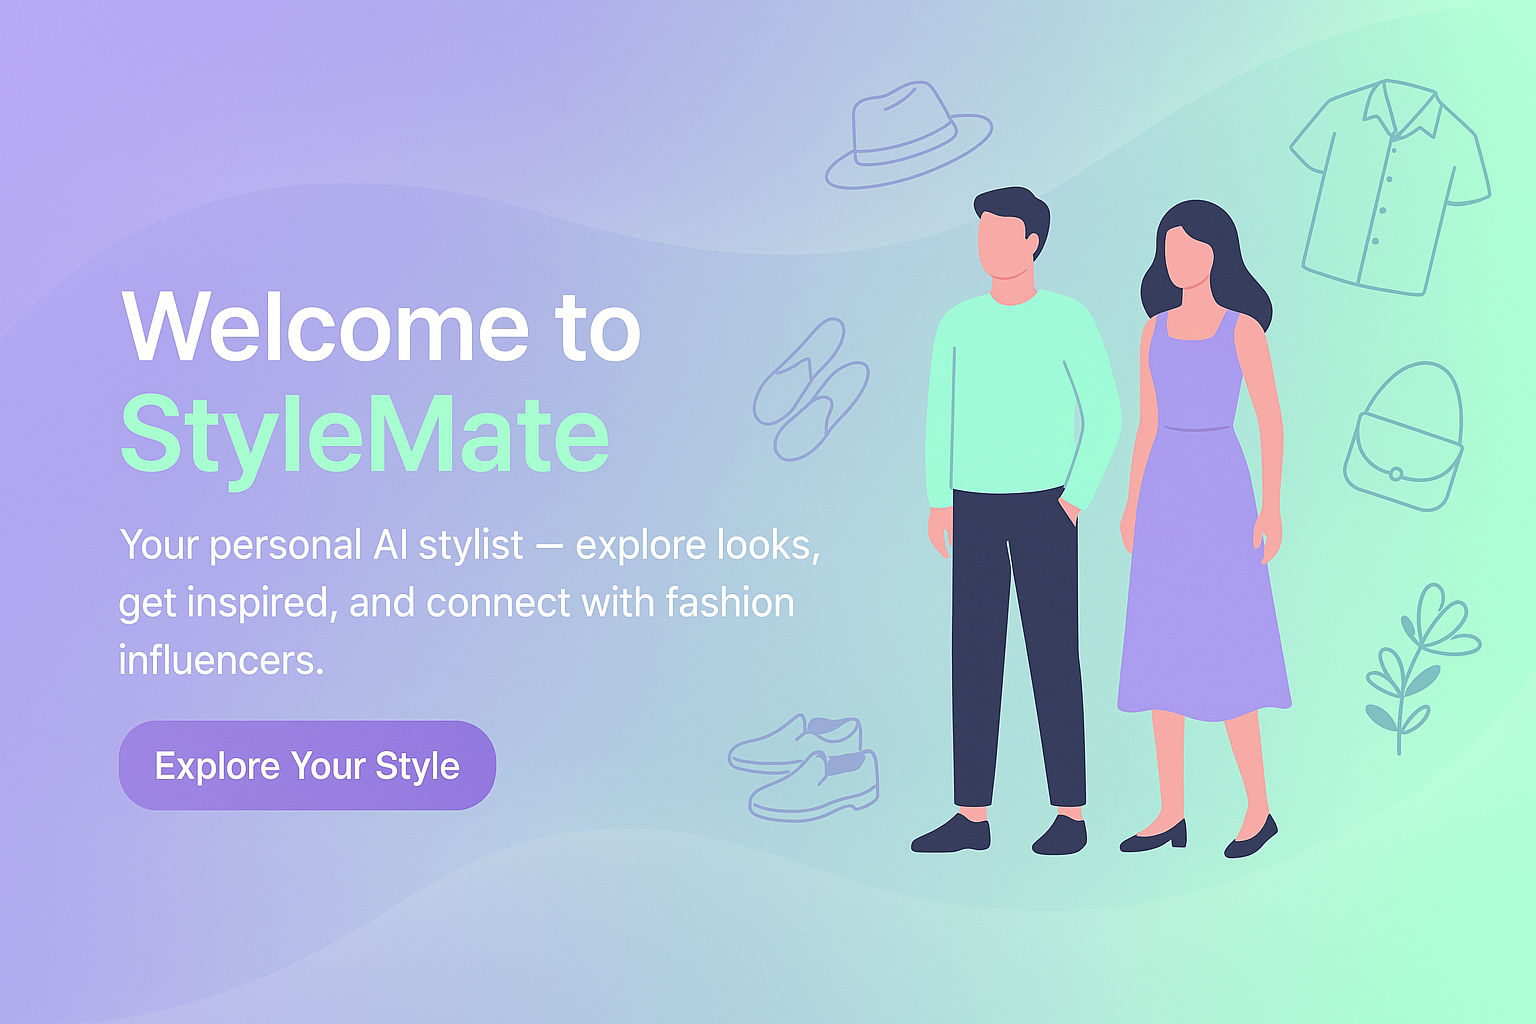 Welcome to
StyleMate
Your personal AI stylist – explore looks,
get inspired, and connect with fashion
influencers.
Explore Your Style